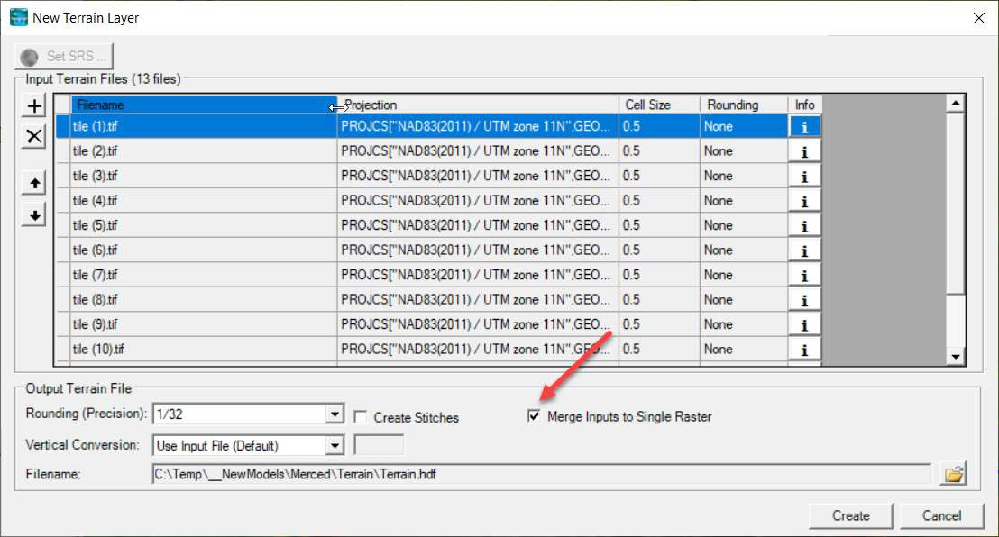 New Terrain Layer
Set SRS ...
Input Terrain Files (13 files)
Filename Projection Cell Size Rounding Info
tile (1).tif PROJCS["NAD83(2011) / UTM zone 11N",GEO... 0.5 None i
tile (2).tif PROJCS["NAD83(2011) / UTM zone 11N",GEO... 0.5 None i
tile (3).tif PROJCS["NAD83(2011) / UTM zone 11N",GEO... 0.5 None i
tile (4).tif PROJCS["NAD83(2011) / UTM zone 11N",GEO... 0.5 None i
tile (5).tif PROJCS["NAD83(2011) / UTM zone 11N",GEO... 0.5 None i
tile (6).tif PROJCS["NAD83(2011) / UTM zone 11N",GEO... 0.5 None i
tile (7).tif PROJCS["NAD83(2011) / UTM zone 11N",GEO... 0.5 None i
tile (8).tif PROJCS["NAD83(2011) / UTM zone 11N",GEO... 0.5 None i
tile (9).tif PROJCS["NAD83(2011) / UTM zone 11N",GEO... 0.5 None i
tile (10).tif PROJCS["NAD83(2011) / UTM zone 11N",GEO... 0.5 None i
Output Terrain File
Rounding (Precision): 1/32 Create Stitches Merge Inputs to Single Raster
Vertical Conversion: Use Input File (Default)
Filename: C:\Temp\__NewModels\Merced\Terrain\Terrain.hdf
Create Cancel